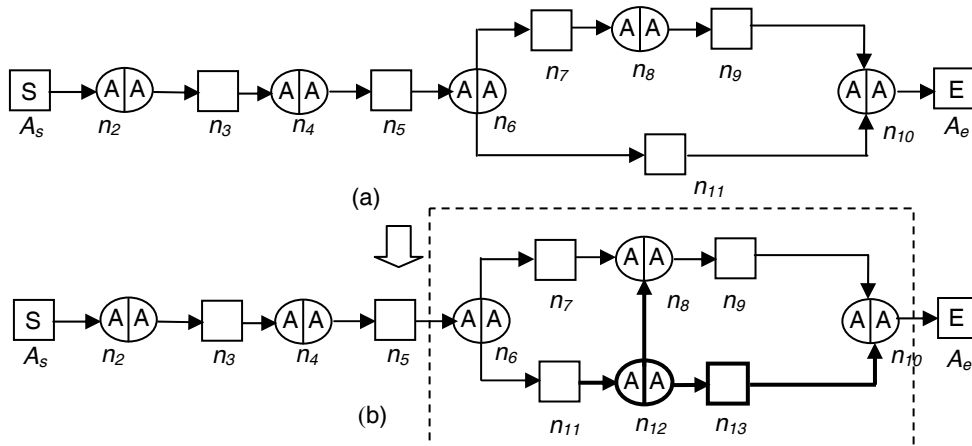 n7 n8 n9
S A A A A A A A A A A E
As n2 n3 n4 n5 n6 n10 Ae
n11
(a)
S A A A A A A A A A A E
n7 n8 n9
As n2 n3 n4 n5 n6 n10 Ae
A A
n11 n12 n13
(b)